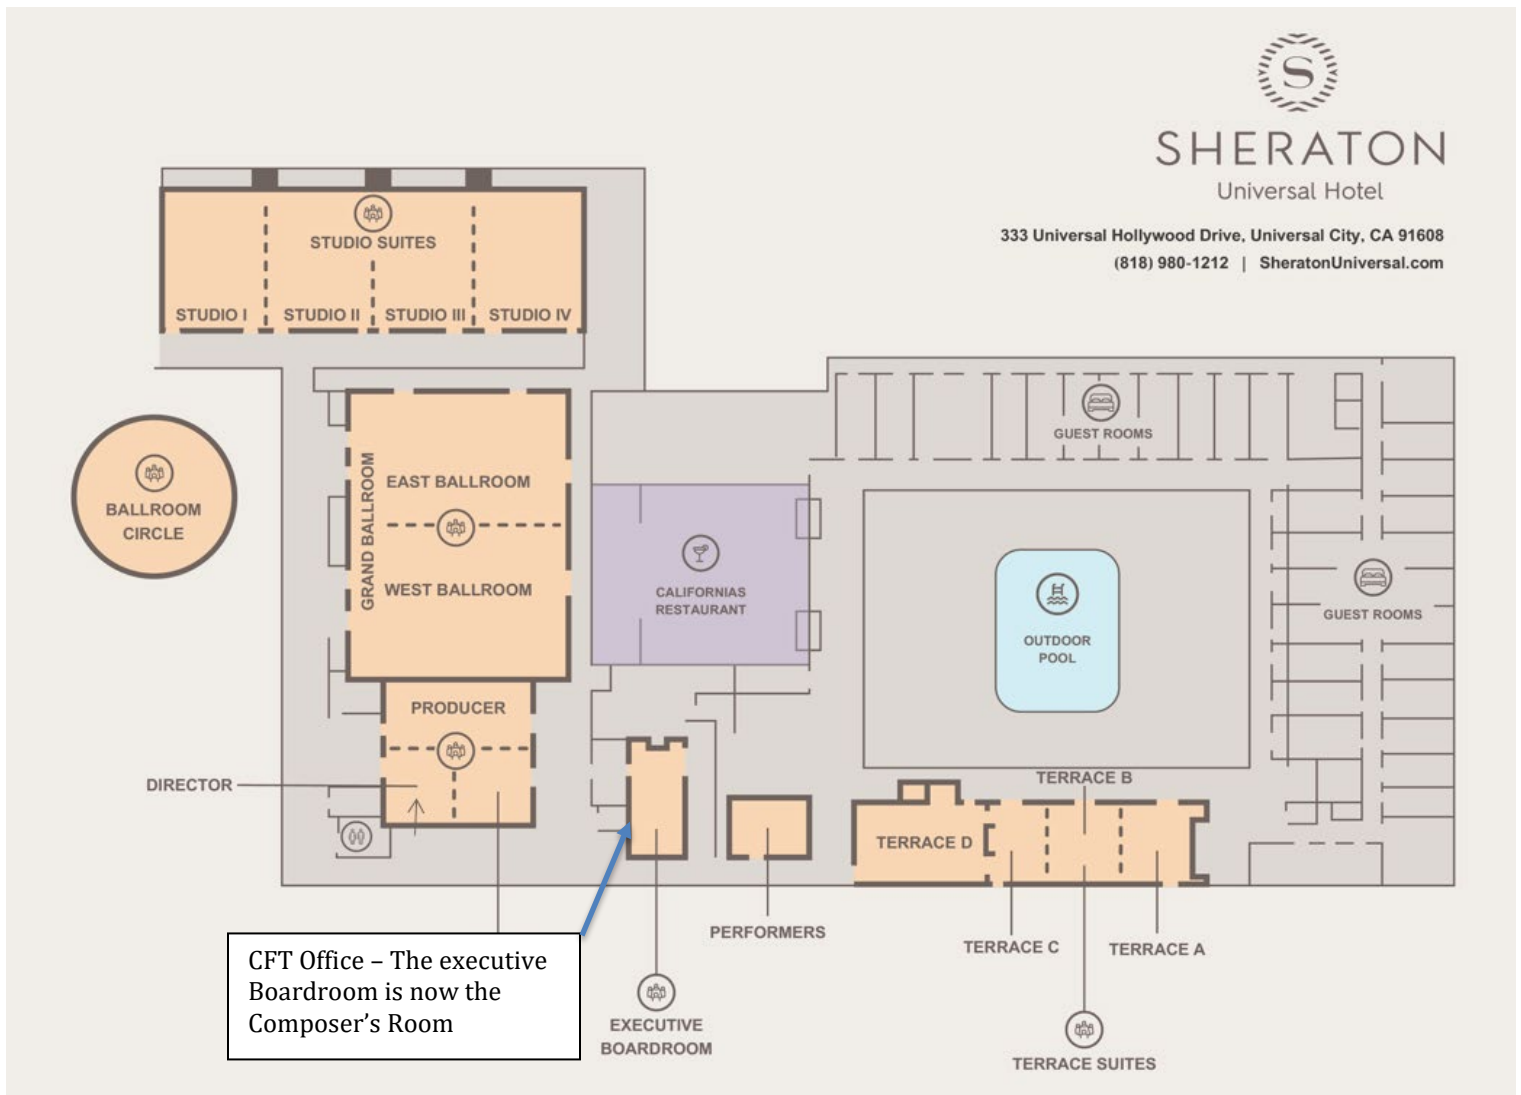 S
SHERATON
Universal Hotel
333 Universal Hollywood Drive, Universal City, CA 91608
(818) 980-1212 | SheratonUniversal.com
STUDIO SUITES
STUDIO I
STUDIO II
STUDIO III
STUDIO IV
GUEST ROOMS
BALLROOM
CIRCLE
GRAND BALLROOM
EAST BALLROOM
WEST BALLROOM
CALIFORNIAS
RESTAURANT
OUTDOOR
POOL
GUEST ROOMS
PRODUCER
DIRECTOR
TERRACE B
TERRACE D
PERFORMERS
TERRACE C
TERRACE A
CFT Office – The executive
Boardroom is now the
Composer’s Room
EXECUTIVE
BOARDROOM
TERRACE SUITES